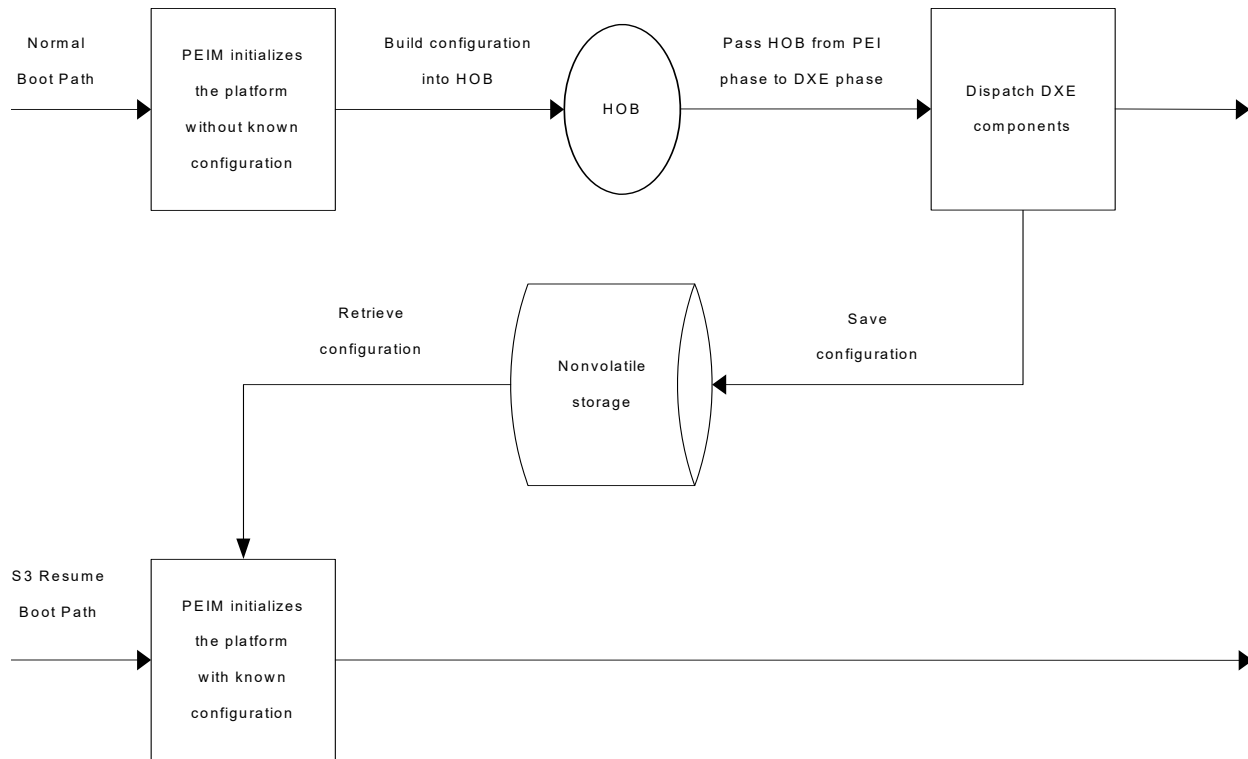 Normal
Boot Path
PEIM initializes
the platform
without known
configuration
Build configuration
into HOB
HOB
Pass HOB from PEI
phase to DXE phase
Dispatch DXE
components
Retrieve
configuration
Nonvolatile
storage
Save
configuration
S3 Resume
Boot Path
PEIM initializes
the platform
with known
configuration